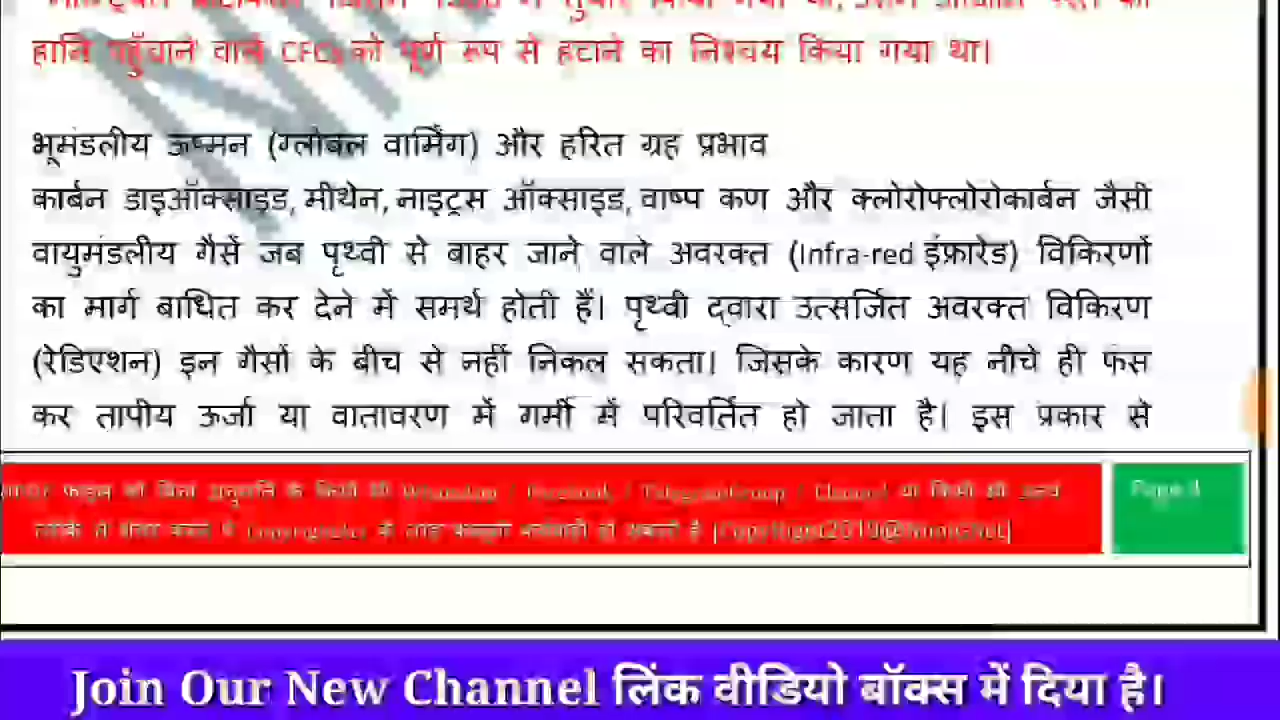 हानि पहुँचाने वाले CFCs को पूर्ण रूप से हटाने का निश्चय किया गया था।
भूमंडलीय ऊष्मन (ग्लोबल वार्मिंग) और हरित ग्रह प्रभाव
कार्बन डाइऑक्साइड, मीथेन, नाइट्रस ऑक्साइड, वाष्प कण और क्लोरोफ्लोरोकार्बन जैसी
वायुमंडलीय गैसें जब पृथ्वी से बाहर जाने वाले अवरक्त (Infra-red इंफ्रारेड) विकिरणों
का मार्ग बाधित कर देने में समर्थ होती हैं। पृथ्वी द्वारा उत्सर्जित अवरक्त विकिरण
(रेडिएशन) इन गैसों के बीच से नहीं निकल सकता। जिसके कारण यह नीचे ही फस
कर तापीय ऊर्जा या वातावरण में गर्मी में परिवर्तित हो जाता है। इस प्रकार से
Join Our New Channel लिंक वीडियो बॉक्स में दिया है।